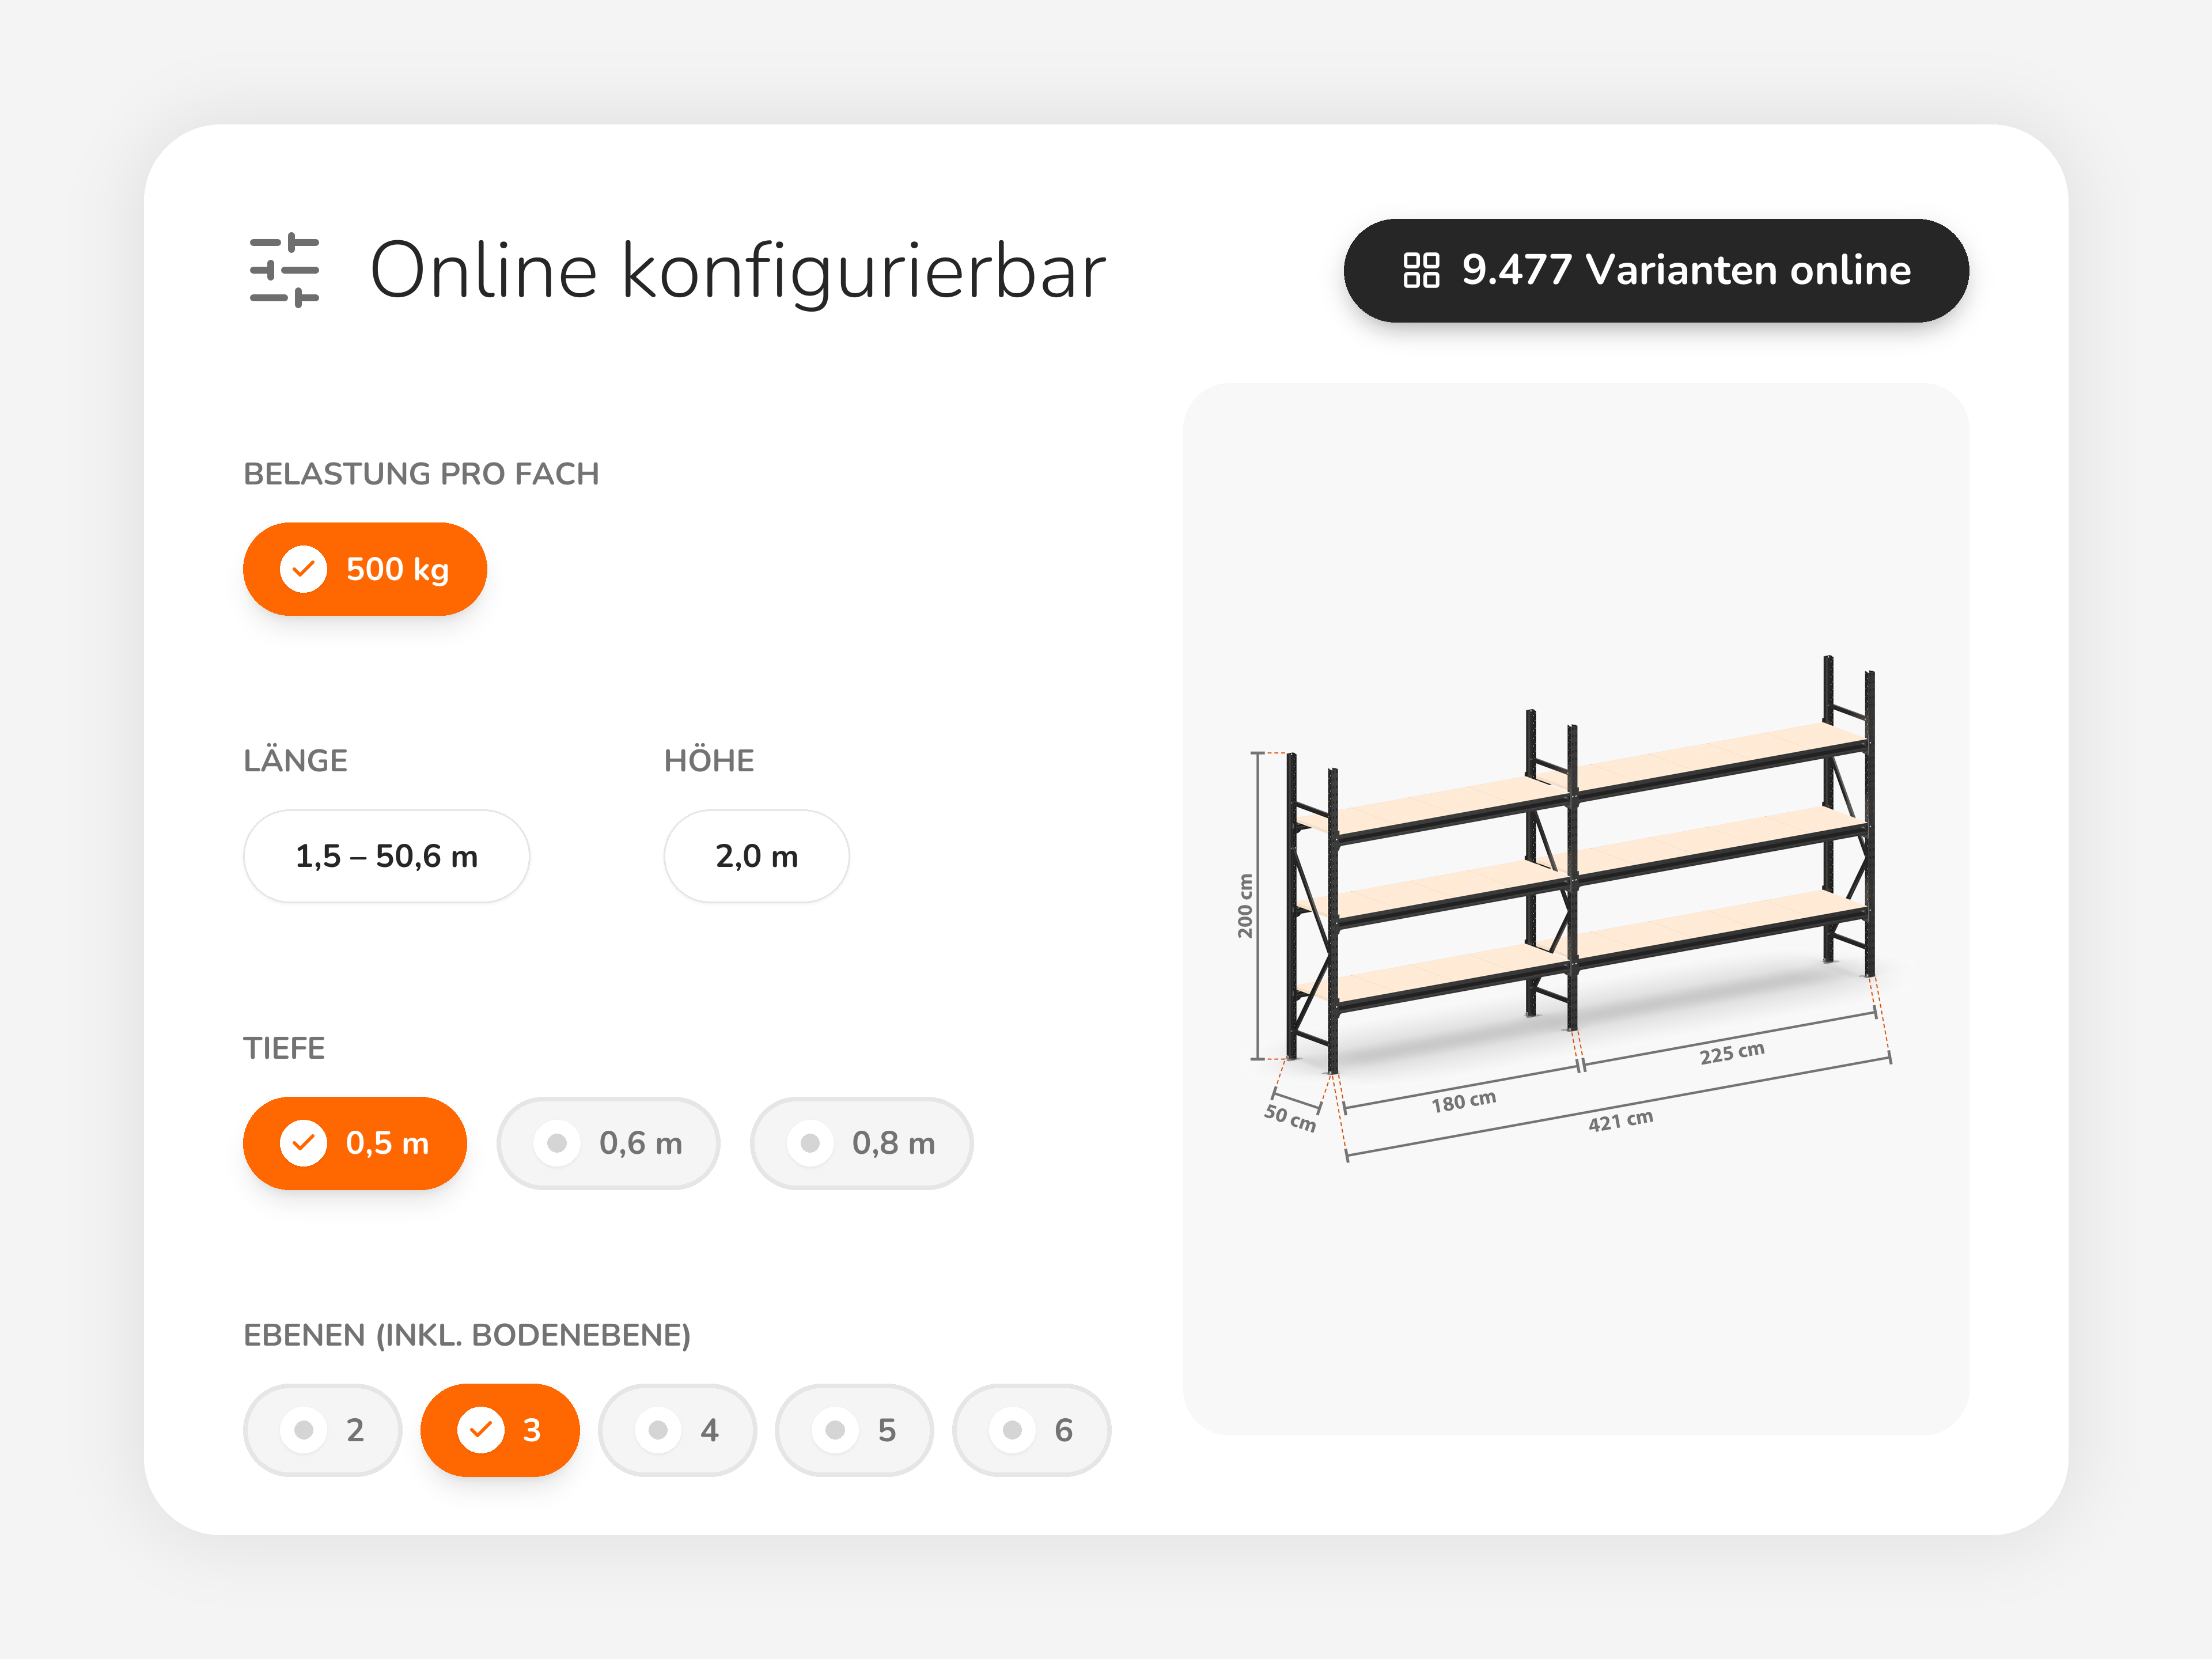 Online konfigurierbar
9.477 Varianten online
BELASTUNG PRO FACH
500 kg
LÄNGE
HÖHE
1,5 – 50,6 m
2,0 m
TIEFE
0,5 m
0,6 m
0,8 m
EBENEN (INKL. BODENEBENE)
2
3
4
5
6
200 cm
50 cm
180 cm
225 cm
421 cm